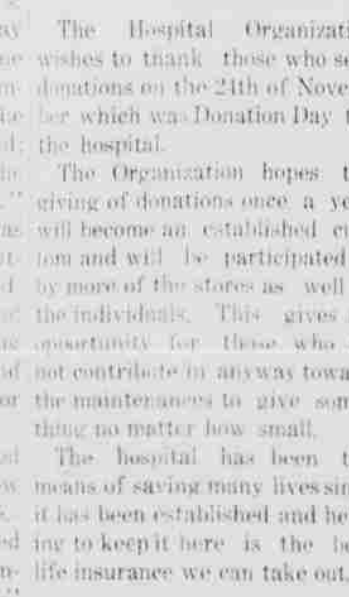 The Hospital Organizati
wishes to thank those who se
donations on the 24th of Nove
ber which was Donation Day t
the hospital.
The Organization hopes t
giving of donations once a ye
will become an established cu
tom and will be participated
by more of the stores as well
the individuals. This gives
opportunity for those who
not contribute in anyway towa
the maintenances to give som
thing no matter how small.
The hospital has been t
means of saving many lives sin
it has been established and he
ing to keep it here is the be
life insurance we can take out.